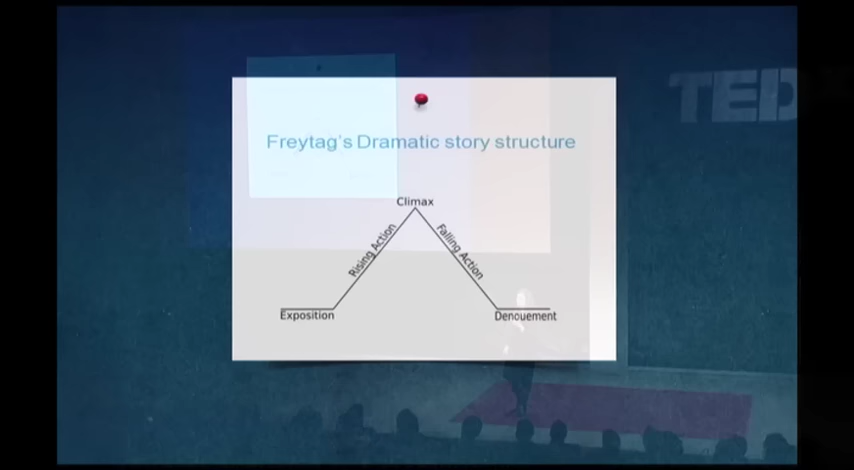 TED
Freytag's Dramatic story structure
Climax
Rising Action
Falling Action
Exposition
Denouement